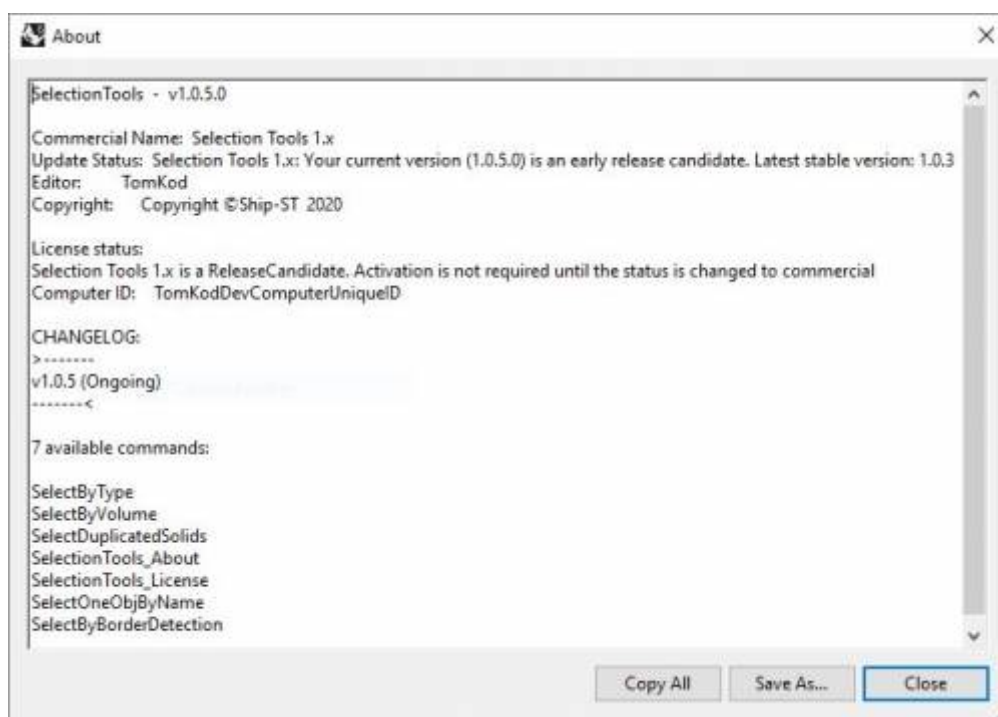 About
SelectionTools - v1.0.5.0
Commercial Name: Selection Tools 1.x
Update Status: Selection Tools 1.x: Your current version (1.0.5.0) is an early release candidate. Latest stable version: 1.0.3
Editor: TomKod
Copyright: Copyright ©Ship-ST 2020
License status:
Selection Tools 1.x is a ReleaseCandidate. Activation is not required until the status is changed to commercial
Computer ID: TomKodDevComputerUniqueID
CHANGELOG:
>-------
v1.0.5 (Ongoing)
-------<
7 available commands:
SelectByType
SelectByVolume
SelectDuplicatedSolids
SelectionTools_About
SelectionTools_License
SelectOneObjByName
SelectByBorderDetection
Copy All Save As... Close